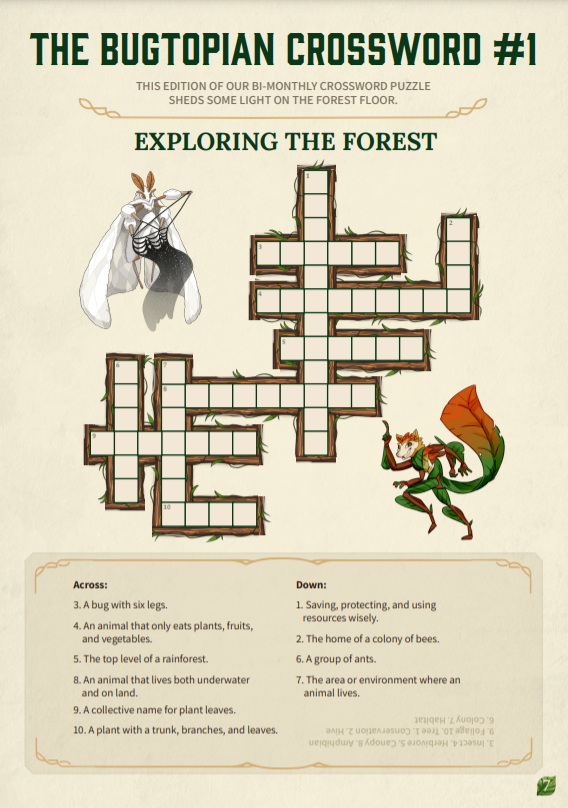 THE BUGTOPIAN CROSSWORD #1
THIS EDITION OF OUR BI-MONTHLY CROSSWORD PUZZLE
SHEDS SOME LIGHT ON THE FOREST FLOOR.
EXPLORING THE FOREST
1
2
3
4
5
6
7
8
9
10
Across:
3. A bug with six legs.
4. An animal that only eats plants, fruits,
and vegetables.
5. The top level of a rainforest.
8. An animal that lives both underwater
and on land.
9. A collective name for plant leaves.
10. A plant with a trunk, branches, and leaves.
Down:
1. Saving, protecting, and using
resources wisely.
2. The home of a colony of bees.
6. A group of ants.
7. The area or environment where an
animal lives.
3. Insect 4. Herbivore 5. Canopy 8. Amphibian
9. Foliage 10. Tree 1. Conservation 2. Hive
6. Colony 7. Habitat
7